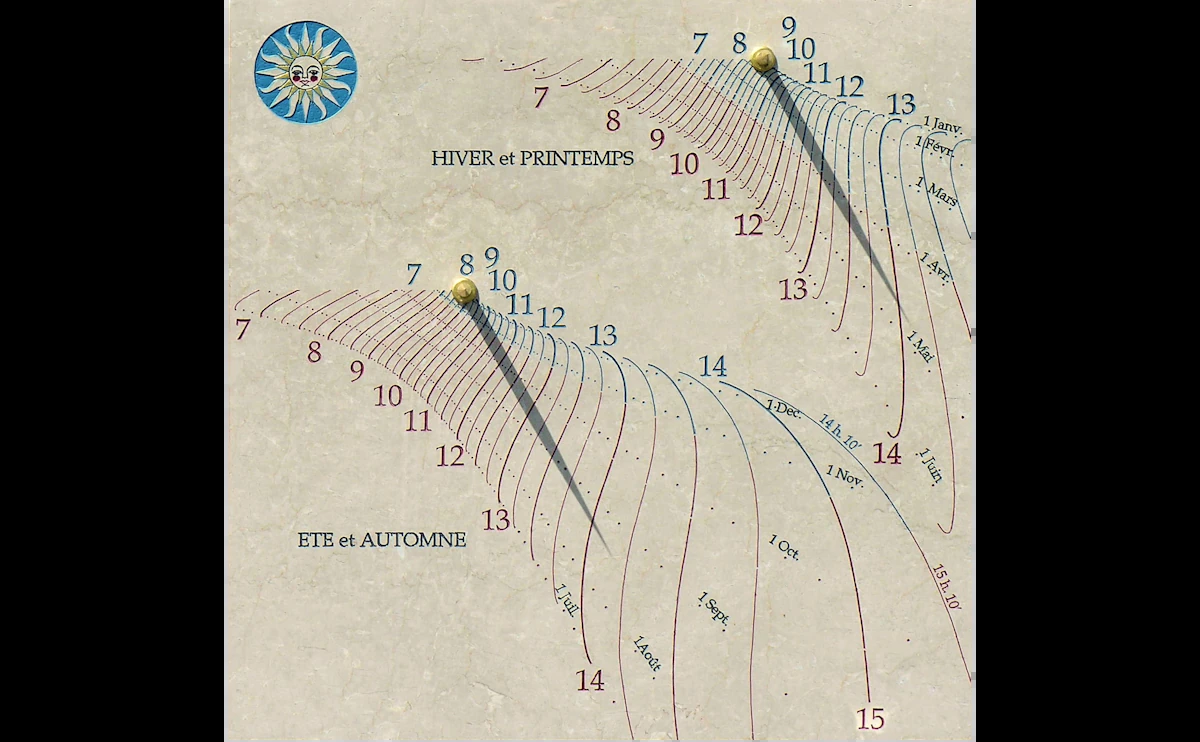 9
7 8 10
11
12
13
1 Janv.
7
1 Févr.
8
9
HIVER et PRINTEMPS
10
11
1 Mars
12
1 Avr.
13
1 Mai
14
1 Juin
9
7 8 10
11
12
13
14
7
8
9
10
11
12
13
1 Dec.
14 h. 10'
1 Nov.
ETE et AUTOMNE
1 Oct.
15 h. 10'
1 Juil.
1 Sept.
1 Août
14
15